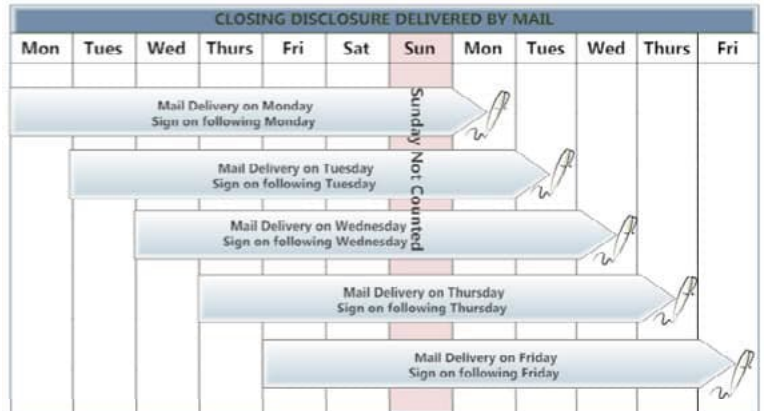 CLOSING DISCLOSURE DELIVERED BY MAIL
Mon Tues Wed Thurs Fri Sat Sun Mon Tues Wed Thurs Fri
Mail Delivery on Monday
Sign on following Monday
Sunday Not Counted
Mail Delivery on Tuesday
Sign on following Tuesday
Mail Delivery on Wednesday
Sign on following Wednesday
Mail Delivery on Thursday
Sign on following Thursday
Mail Delivery on Friday
Sign on following Friday